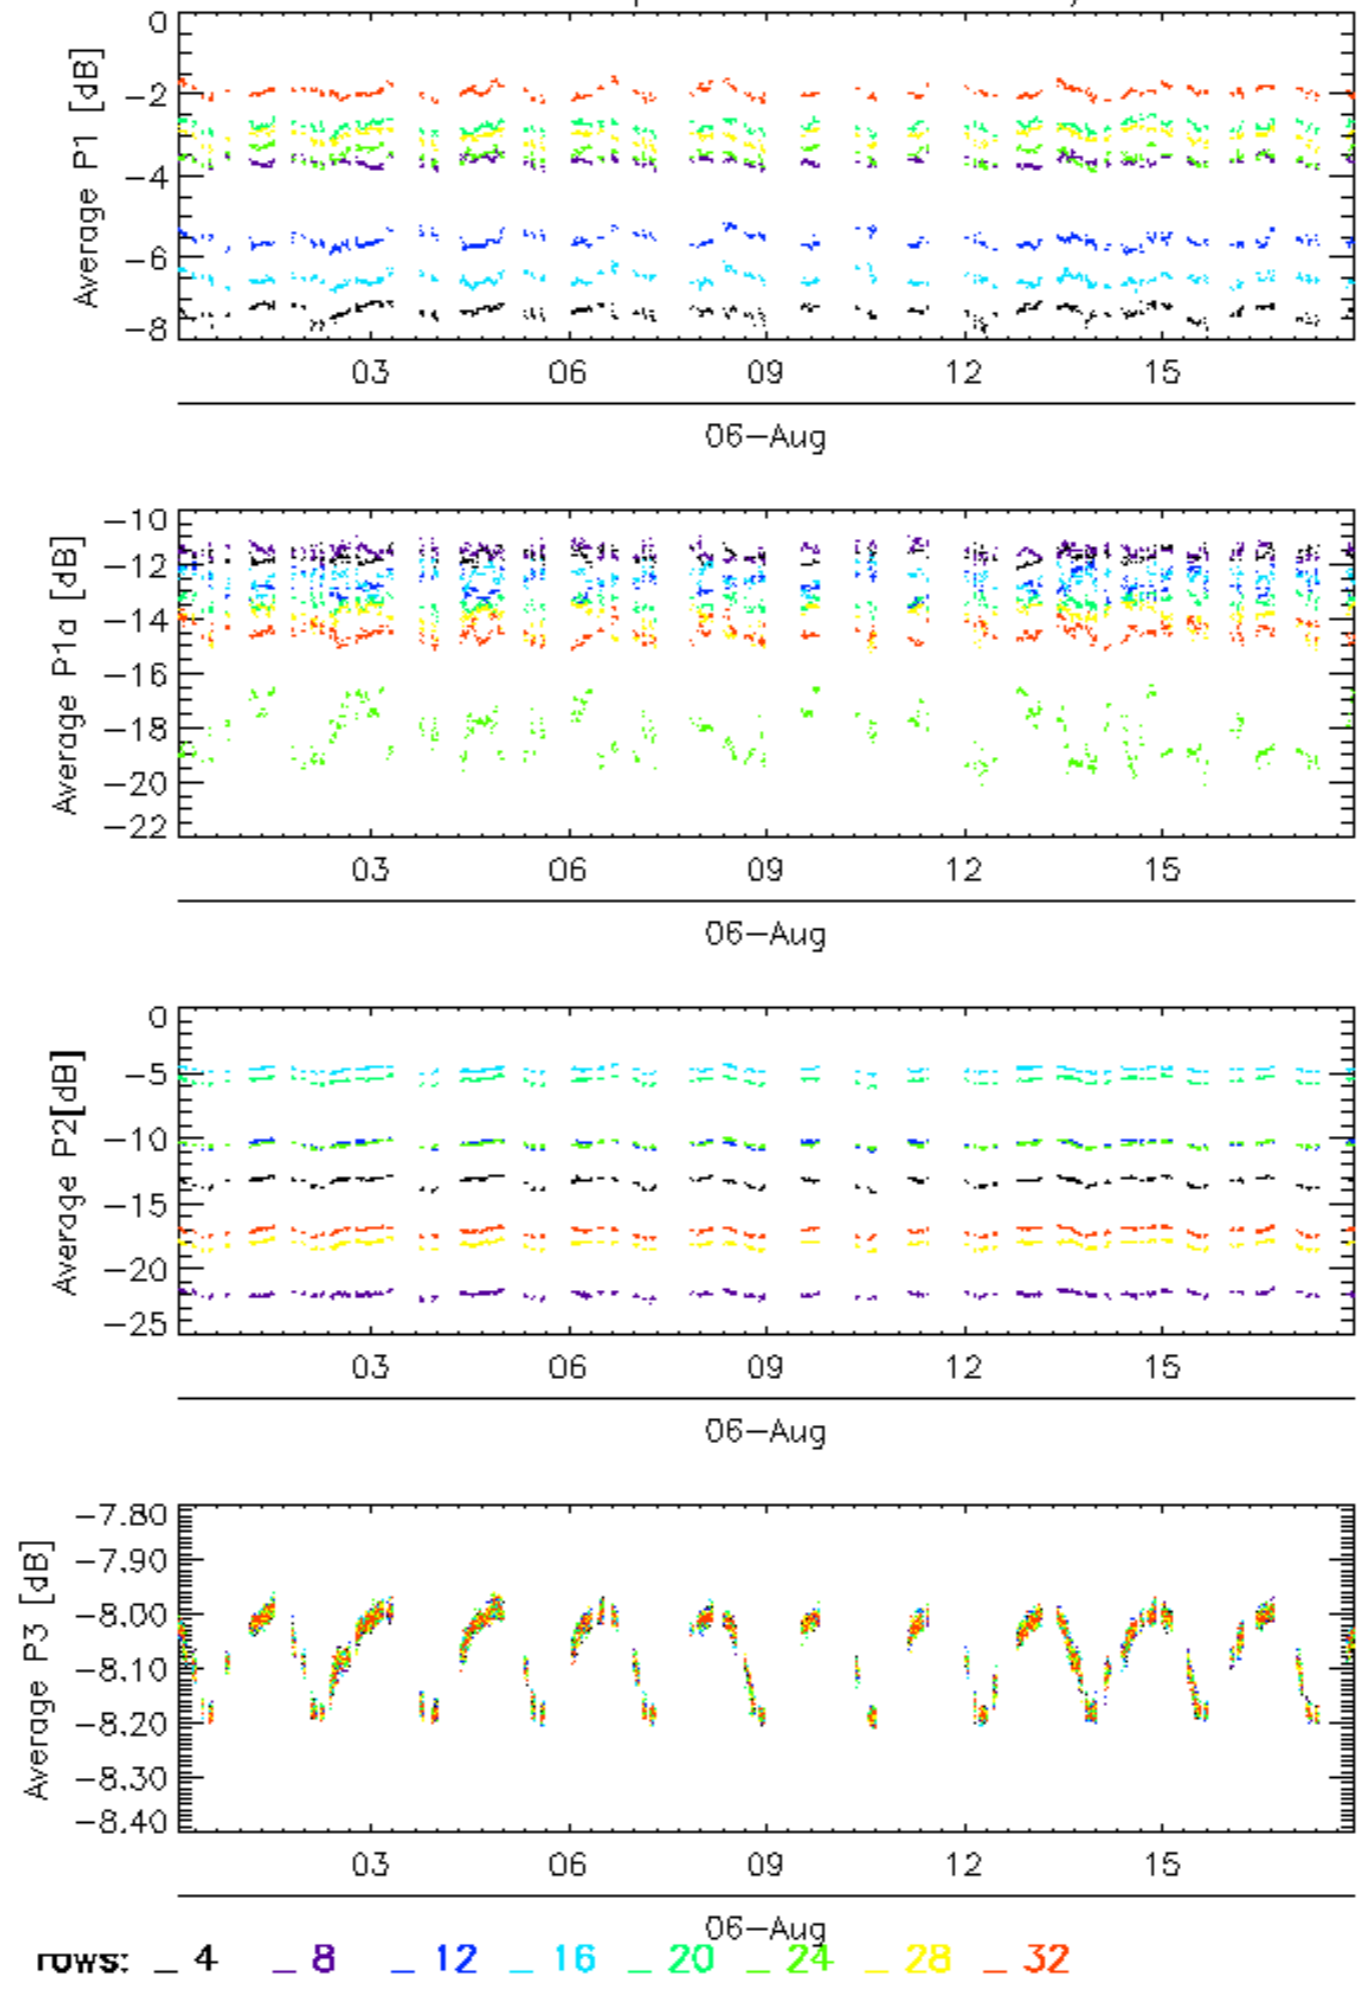 0
−2
−4
−6
−8
Average P1 [dB]
03 06 09 12 15
06−Aug
−10
−12
−14
−16
−18
−20
−22
Average P1a [dB]
03 06 09 12 15
06−Aug
0
−5
−10
−15
−20
−25
Average P2[dB]
03 06 09 12 15
06−Aug
−7.80
−7.90
−8.00
−8.10
−8.20
−8.30
−8.40
Average P3 [dB]
03 06 09 12 15
06−Aug
rows: _ 4 _ 8 _ 12 _ 16 _ 20 _ 24 _ 28 _ 32